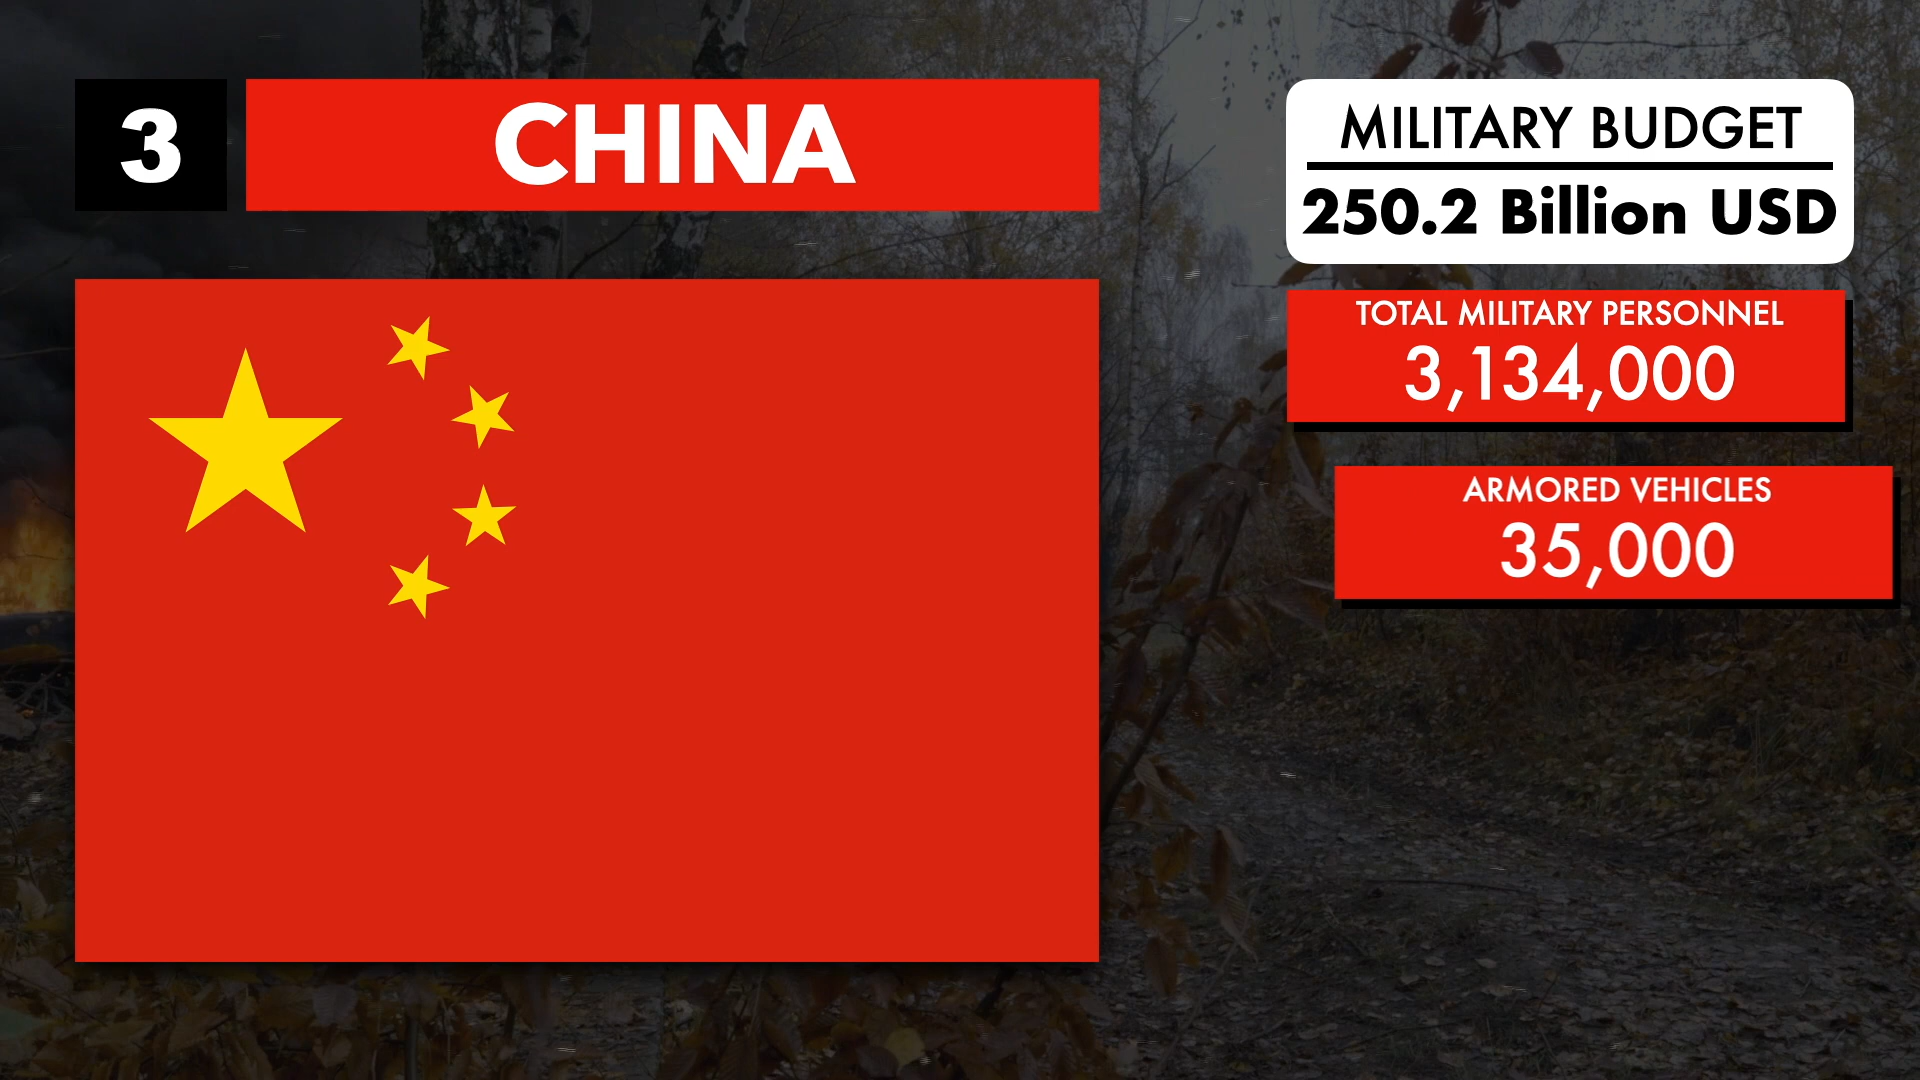 3
CHINA
MILITARY BUDGET
250.2 Billion USD
TOTAL MILITARY PERSONNEL
3,134,000
ARMORED VEHICLES
35,000